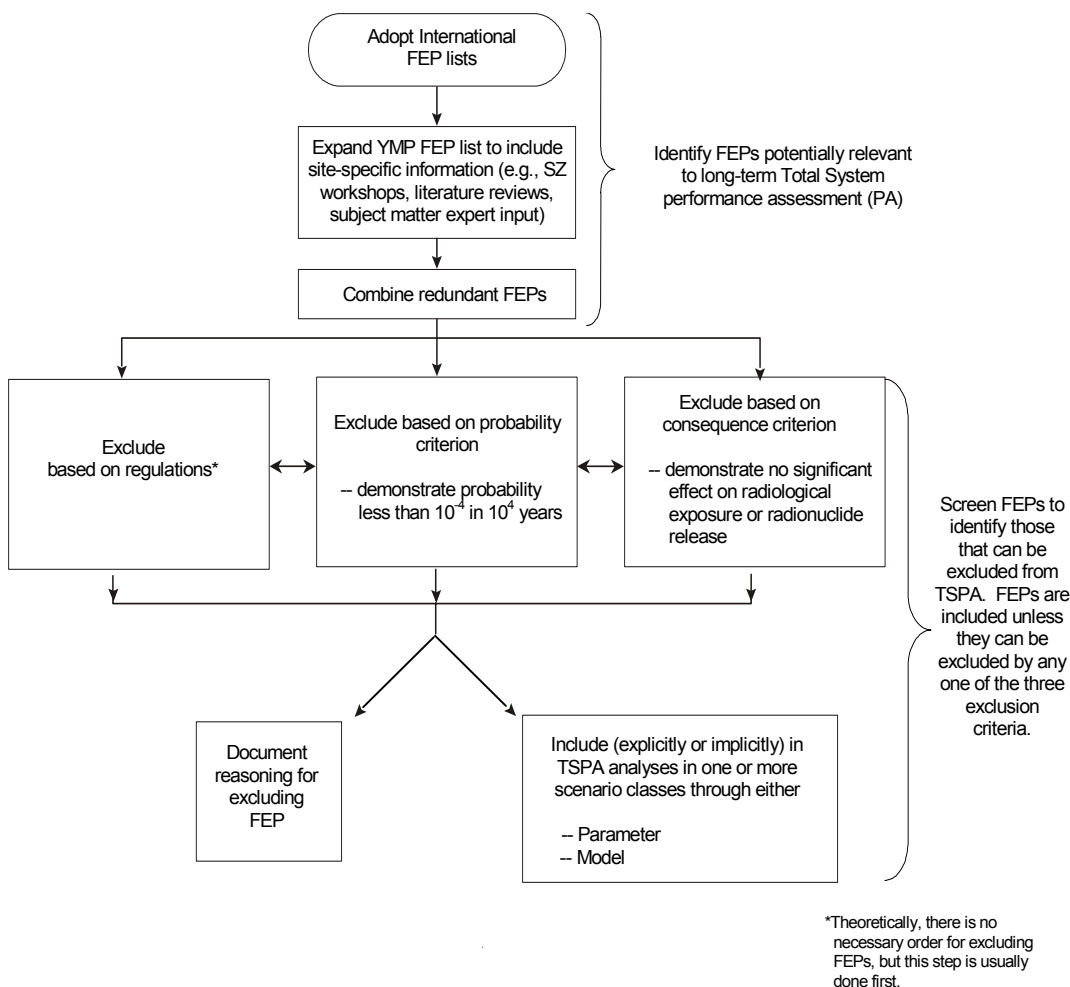 Adopt International
FEP lists
Expand YMP FEP list to include
site-specific information (e.g., SZ
workshops, literature reviews,
subject matter expert input)
Combine redundant FEPs
Identify FEPs potentially relevant
to long-term Total System
performance assessment (PA)
Exclude
based on regulations*
Exclude based on probability
criterion
-- demonstrate probability
less than 10⁻⁴ in 10⁴ years
Exclude based on
consequence criterion
-- demonstrate no significant
effect on radiological
exposure or radionuclide
release
Screen FEPs to
identify those
that can be
excluded from
TSPA. FEPs are
included unless
they can be
excluded by any
one of the three
exclusion
criteria.
Document
reasoning for
excluding
FEP
Include (explicitly or implicitly) in
TSPA analyses in one or more
scenario classes through either
-- Parameter
-- Model
*Theoretically, there is no
necessary order for excluding
FEPs, but this step is usually
done first.